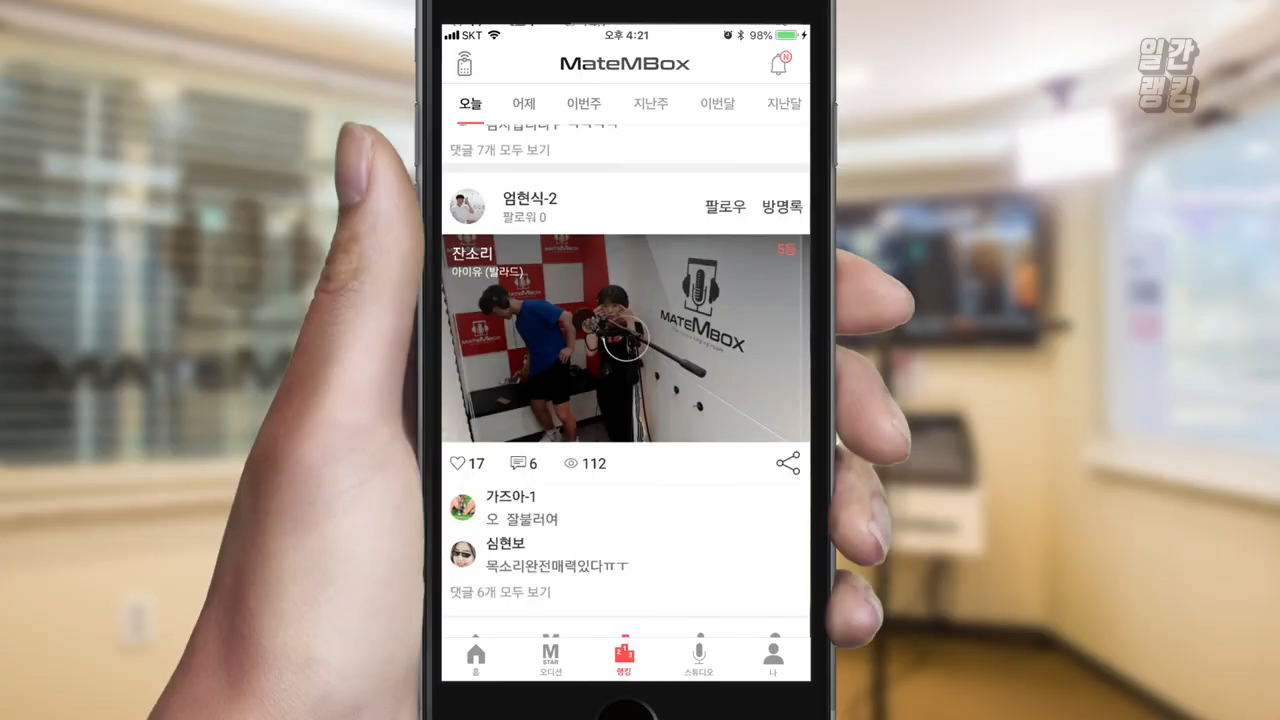 SKT 오후 4:21 98%
MateMBox N
오늘 어제 이번주 지난주 이번달 지난달
댓글 7개 모두 보기
엄현식-2
팔로워 0
팔로우 방명록
잔소리 5등
아이유 (발라드)
MATEMBOX
17 6 112
가즈아-1
오 잘불러여
심현보
목소리완전매력있다ㅠㅜ
댓글 6개 모두 보기
홈 M STAR 오디션 랭킹 스튜디오 나
일간
랭킹